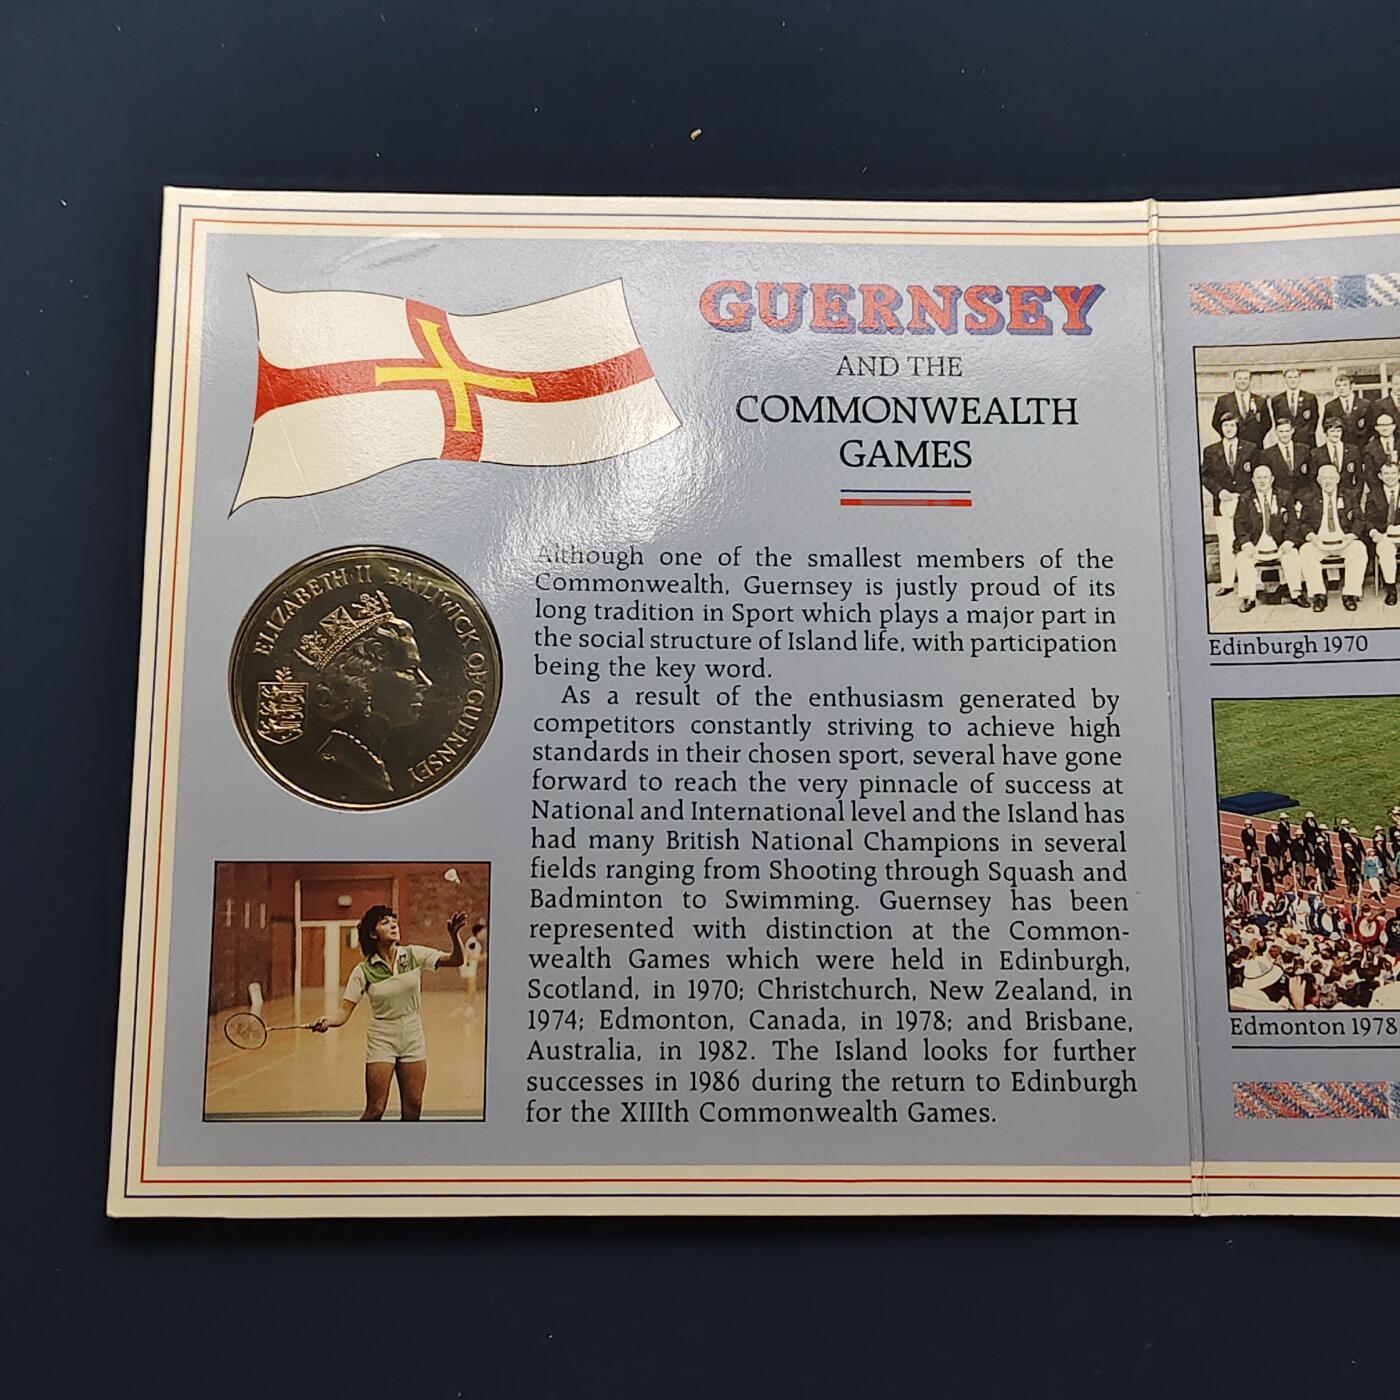 GUERNSEY
AND THE
COMMONWEALTH
GAMES
ELIZABETH II BAILIWICK OF GUERNSEY
Although one of the smallest members of the
Commonwealth, Guernsey is justly proud of its
long tradition in Sport which plays a major part in
the social structure of Island life, with participation
being the key word.
As a result of the enthusiasm generated by
competitors constantly striving to achieve high
standards in their chosen sport, several have gone
forward to reach the very pinnacle of success at
National and International level and the Island has
had many British National Champions in several
fields ranging from Shooting through Squash and
Badminton to Swimming. Guernsey has been
represented with distinction at the Common-
wealth Games which were held in Edinburgh,
Scotland, in 1970; Christchurch, New Zealand, in
1974; Edmonton, Canada, in 1978; and Brisbane,
Australia, in 1982. The Island looks for further
successes in 1986 during the return to Edinburgh
for the XIIIth Commonwealth Games.
Edinburgh 1970
Edmonton 1978